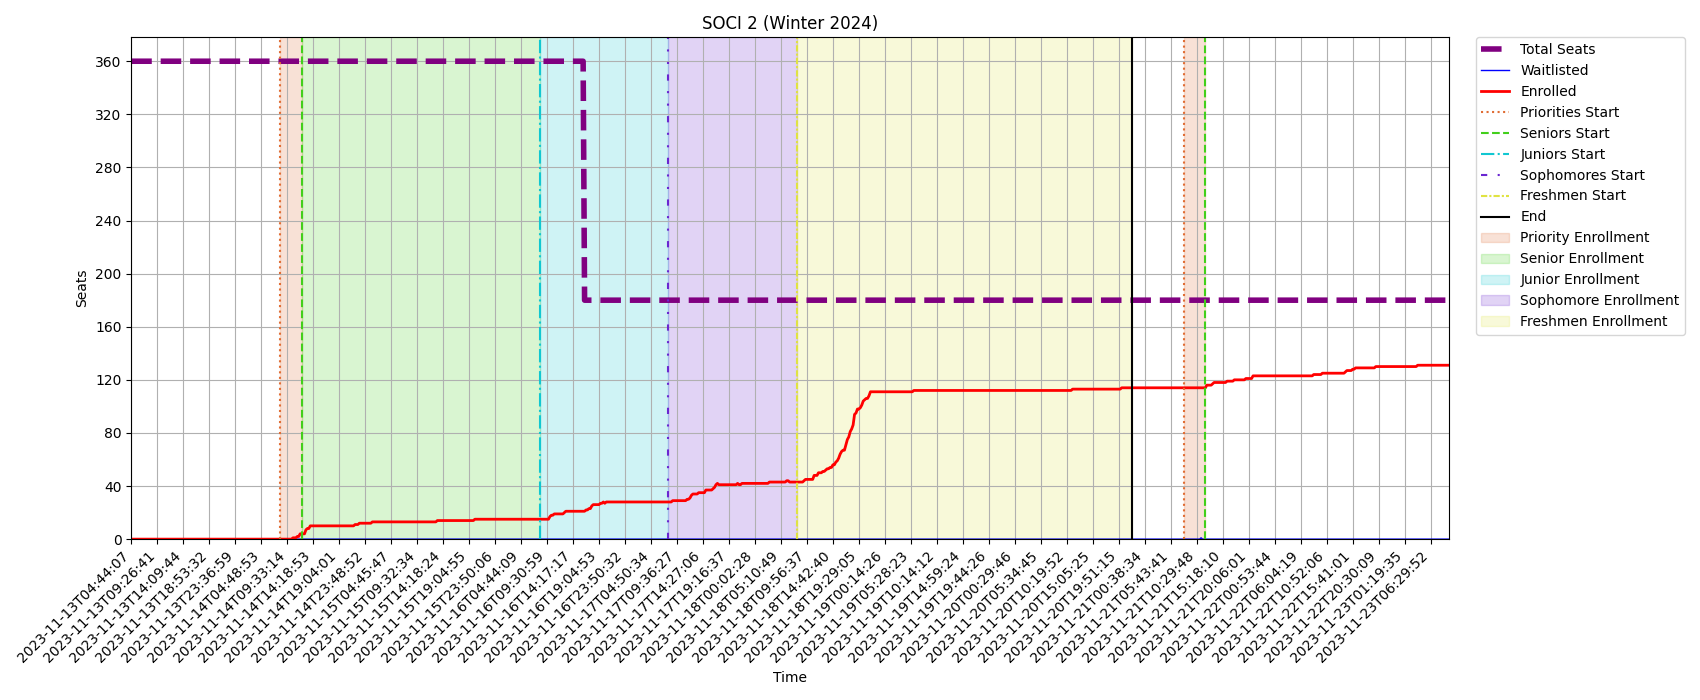 SOCI 2 (Winter 2024)
Seats
360
320
280
240
200
160
120
80
40
0
2023-11-13T04:44:07
2023-11-13T09:26:41
2023-11-13T14:09:44
2023-11-13T18:53:32
2023-11-13T23:36:59
2023-11-14T04:48:53
2023-11-14T09:33:14
2023-11-14T14:18:53
2023-11-14T19:04:01
2023-11-14T23:48:52
2023-11-15T04:45:47
2023-11-15T09:32:34
2023-11-15T14:18:24
2023-11-15T19:04:55
2023-11-15T23:50:06
2023-11-16T04:44:09
2023-11-16T09:30:59
2023-11-16T14:17:17
2023-11-16T19:04:53
2023-11-16T23:50:32
2023-11-17T04:50:34
2023-11-17T09:36:27
2023-11-17T14:27:06
2023-11-17T19:16:37
2023-11-18T00:02:28
2023-11-18T05:10:49
2023-11-18T09:56:37
2023-11-18T14:42:40
2023-11-18T19:29:05
2023-11-19T00:14:26
2023-11-19T05:28:23
2023-11-19T10:14:12
2023-11-19T14:59:24
2023-11-19T19:44:26
2023-11-20T00:29:46
2023-11-20T05:34:45
2023-11-20T10:19:52
2023-11-20T15:05:25
2023-11-20T19:51:15
2023-11-21T00:38:34
2023-11-21T05:43:41
2023-11-21T10:29:48
2023-11-21T15:18:10
2023-11-21T20:06:01
2023-11-22T00:53:44
2023-11-22T06:04:19
2023-11-22T10:52:06
2023-11-22T15:41:01
2023-11-22T20:30:09
2023-11-23T01:19:35
2023-11-23T06:29:52
Time
Total Seats
Waitlisted
Enrolled
Priorities Start
Seniors Start
Juniors Start
Sophomores Start
Freshmen Start
End
Priority Enrollment
Senior Enrollment
Junior Enrollment
Sophomore Enrollment
Freshmen Enrollment